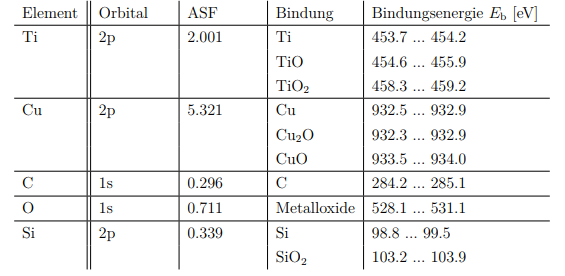 Element Orbital ASF Bindung Bindungsenergie E_b [eV]
Ti 2p 2.001 Ti 453.7 ... 454.2
TiO 454.6 ... 455.9
TiO₂ 458.3 ... 459.2
Cu 2p 5.321 Cu 932.5 ... 932.9
Cu₂O 932.3 ... 932.9
CuO 933.5 ... 934.0
C 1s 0.296 C 284.2 ... 285.1
O 1s 0.711 Metalloxide 528.1 ... 531.1
Si 2p 0.339 Si 98.8 ... 99.5
SiO₂ 103.2 ... 103.9